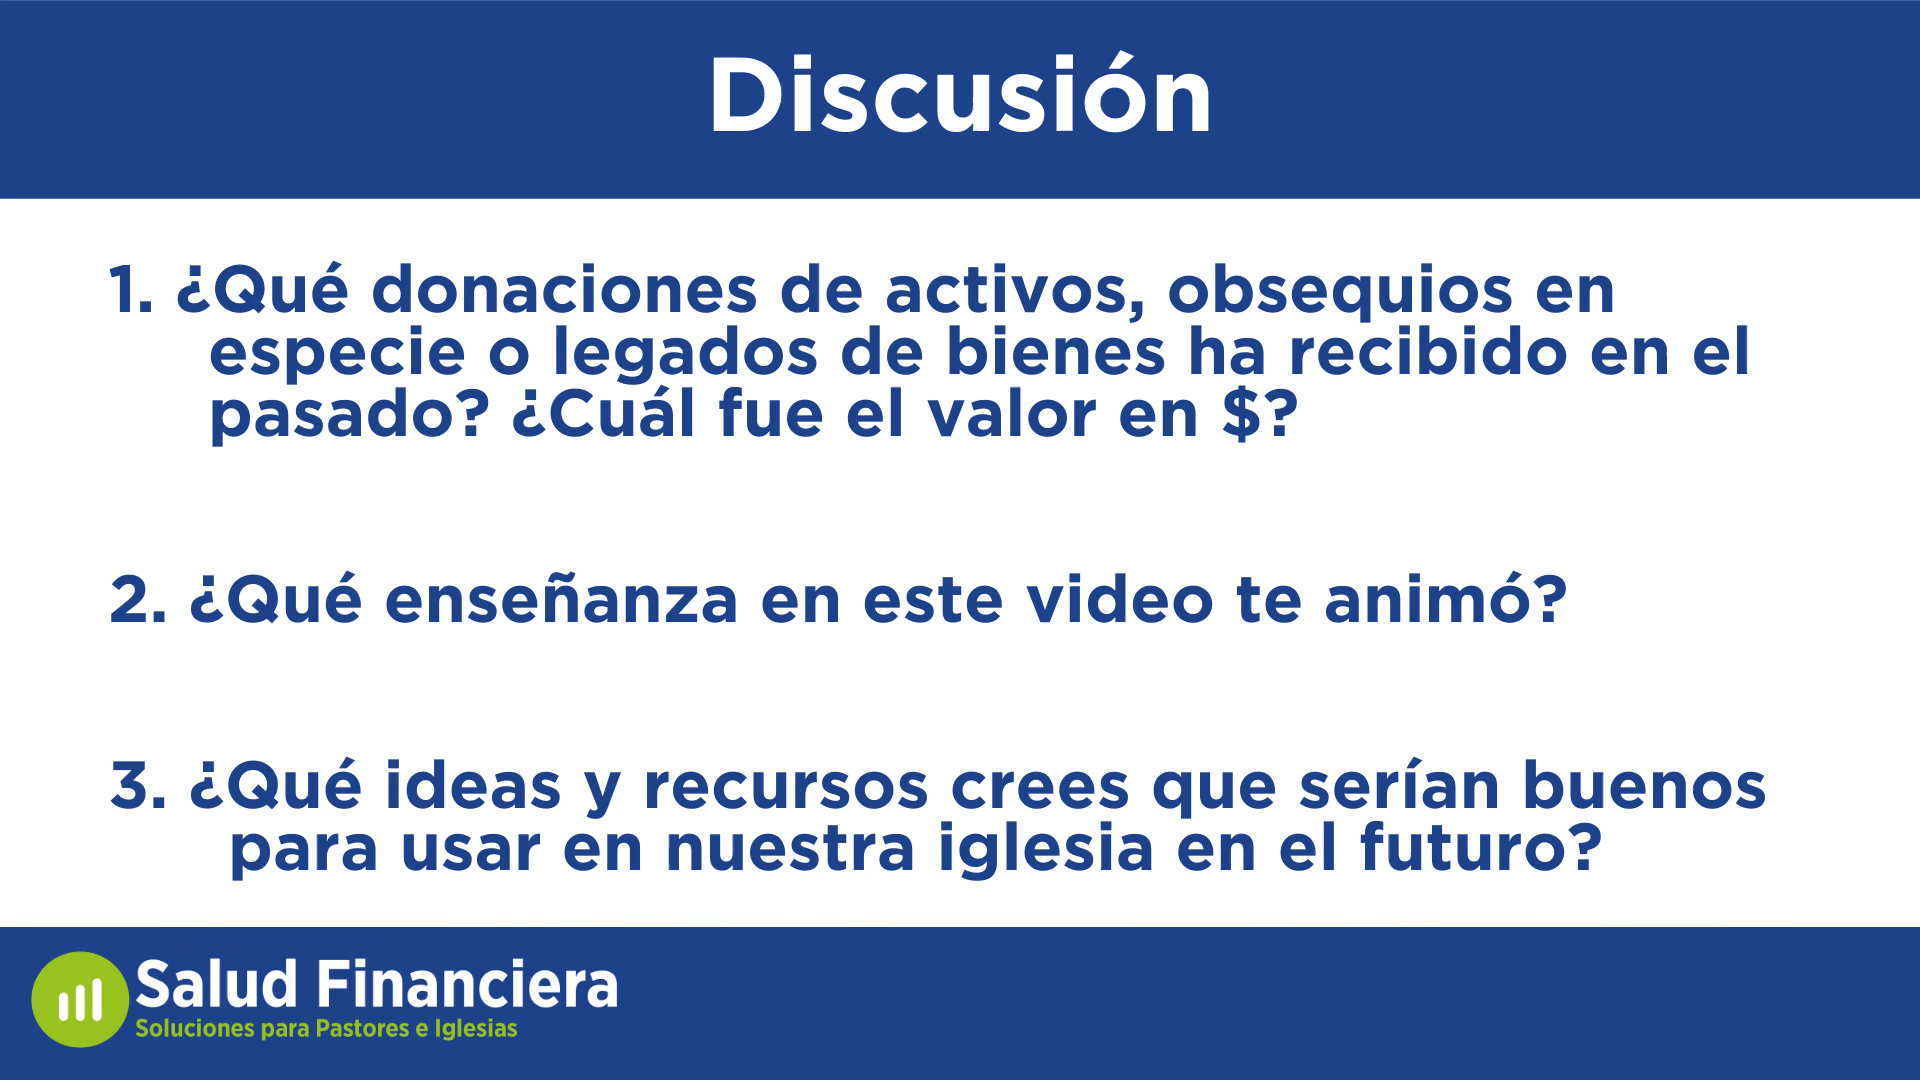 Discusión
1. ¿Qué donaciones de activos, obsequios en
especie o legados de bienes ha recibido en el
pasado? ¿Cuál fue el valor en $?
2. ¿Qué enseñanza en este video te animó?
3. ¿Qué ideas y recursos crees que serían buenos
para usar en nuestra iglesia en el futuro?
Salud Financiera
Soluciones para Pastores e Iglesias